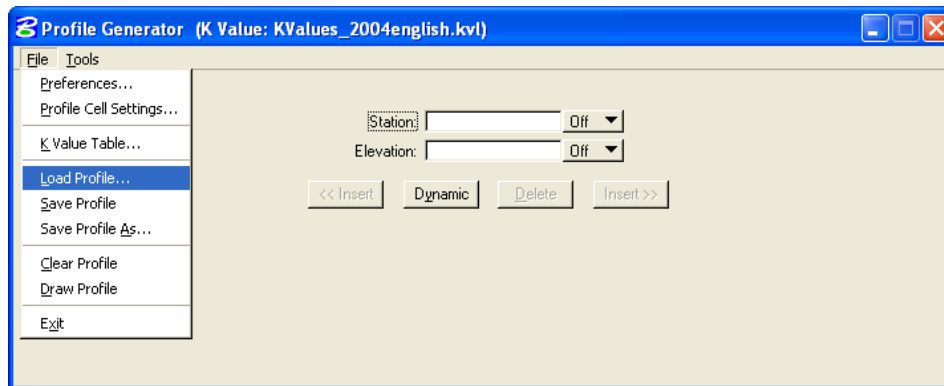 Profile Generator (K Value: KValues_2004english.kvl)
File Tools
Preferences...
Profile Cell Settings...
K Value Table...
Load Profile...
Save Profile
Save Profile As...
Clear Profile
Draw Profile
Exit
Station: Off
Elevation: Off
<< Insert Dynamic Delete Insert >>